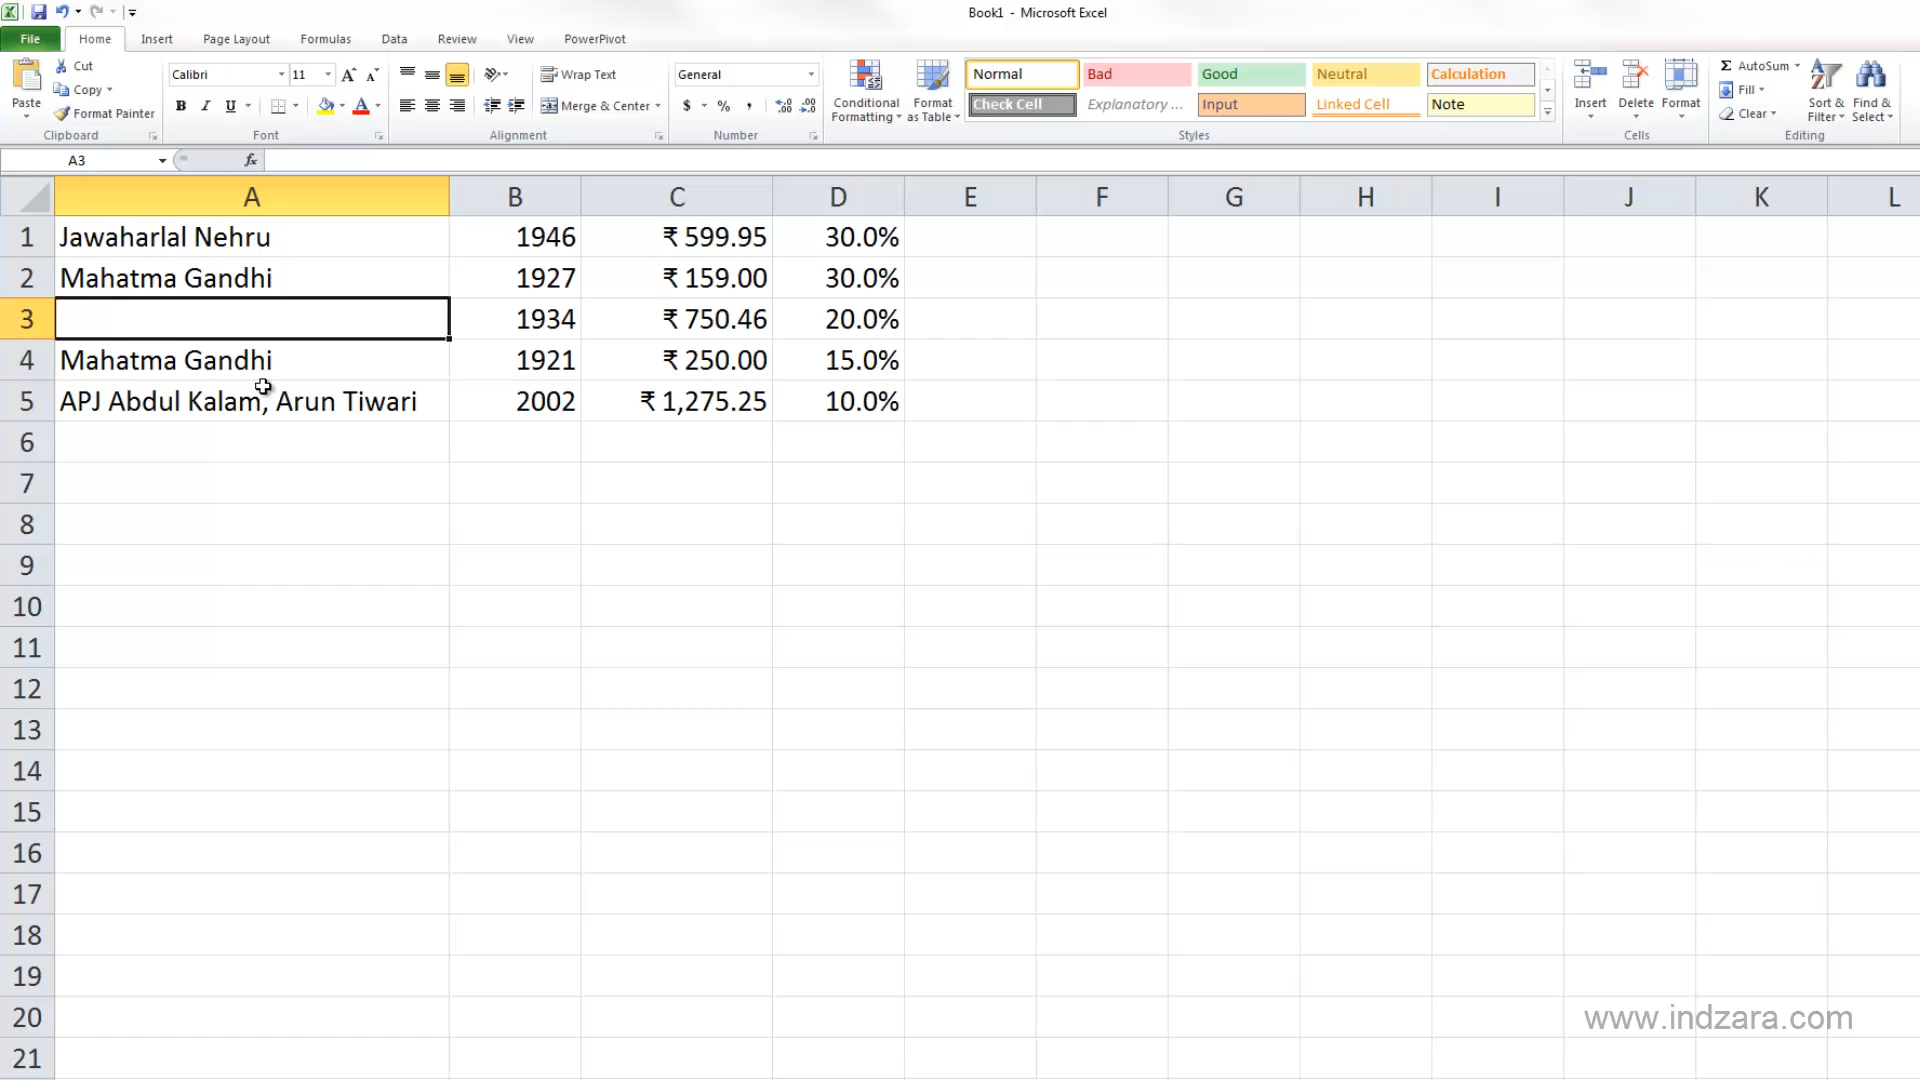 Book1 - Microsoft Excel
File Home Insert Page Layout Formulas Data Review View PowerPivot
Paste
Cut
Copy
Format Painter
Clipboard
Calibri 11
B I U
Font
Wrap Text
Merge & Center
Alignment
General
$ % ,
Number
Conditional Formatting
Format as Table
Normal Bad Good Neutral Calculation
Check Cell Explanatory ... Input Linked Cell Note
Styles
Insert Delete Format
Cells
Σ AutoSum
Fill
Clear
Sort & Filter
Find & Select
Editing
A3 fx
A B C D E F G H I J K L
1 Jawaharlal Nehru 1946 ₹ 599.95 30.0%
2 Mahatma Gandhi 1927 ₹ 159.00 30.0%
3 1934 ₹ 750.46 20.0%
4 Mahatma Gandhi 1921 ₹ 250.00 15.0%
5 APJ Abdul Kalam, Arun Tiwari 2002 ₹ 1,275.25 10.0%
6
7
8
9
10
11
12
13
14
15
16
17
18
19
20
21
www.indzara.com